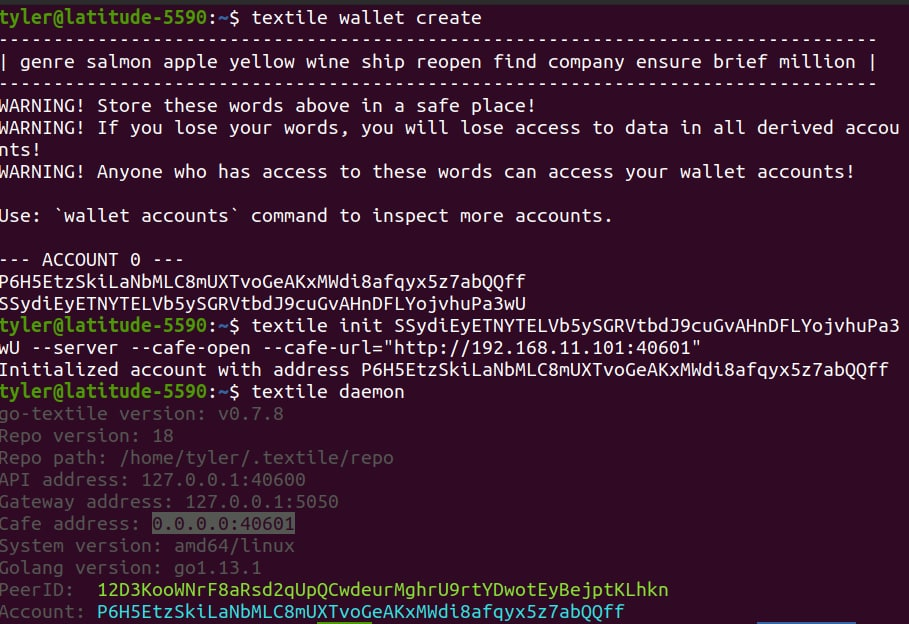 tyler@latitude-5590:~$ textile wallet create
--------------------------------------------------------------------------------
| genre salmon apple yellow wine ship reopen find company ensure brief million |
--------------------------------------------------------------------------------
WARNING! Store these words above in a safe place!
WARNING! If you lose your words, you will lose access to data in all derived accou
nts!
WARNING! Anyone who has access to these words can access your wallet accounts!
Use: `wallet accounts` command to inspect more accounts.
--- ACCOUNT 0 ---
P6H5EtzSkiLaNbMLC8mUXTvoGeAKxMWdi8afqyx5z7abQQff
SSydiEyETNYTELVb5ySGRVtbdJ9cuGvAHnDFLYojvhuPa3wU
tyler@latitude-5590:~$ textile init SSydiEyETNYTELVb5ySGRVtbdJ9cuGvAHnDFLYojvhuPa3
wU --server --cafe-open --cafe-url="http://192.168.11.101:40601"
Initialized account with address P6H5EtzSkiLaNbMLC8mUXTvoGeAKxMWdi8afqyx5z7abQQff
tyler@latitude-5590:~$ textile daemon
go-textile version: v0.7.8
Repo version: 18
Repo path: /home/tyler/.textile/repo
API address: 127.0.0.1:40600
Gateway address: 127.0.0.1:5050
Cafe address: 0.0.0.0:40601
System version: amd64/linux
Golang version: go1.13.1
PeerID:  12D3KooWNrF8aRsd2qUpQCwdeurMghrU9rtYDwotEyBejptKLhkn
Account: P6H5EtzSkiLaNbMLC8mUXTvoGeAKxMWdi8afqyx5z7abQQff